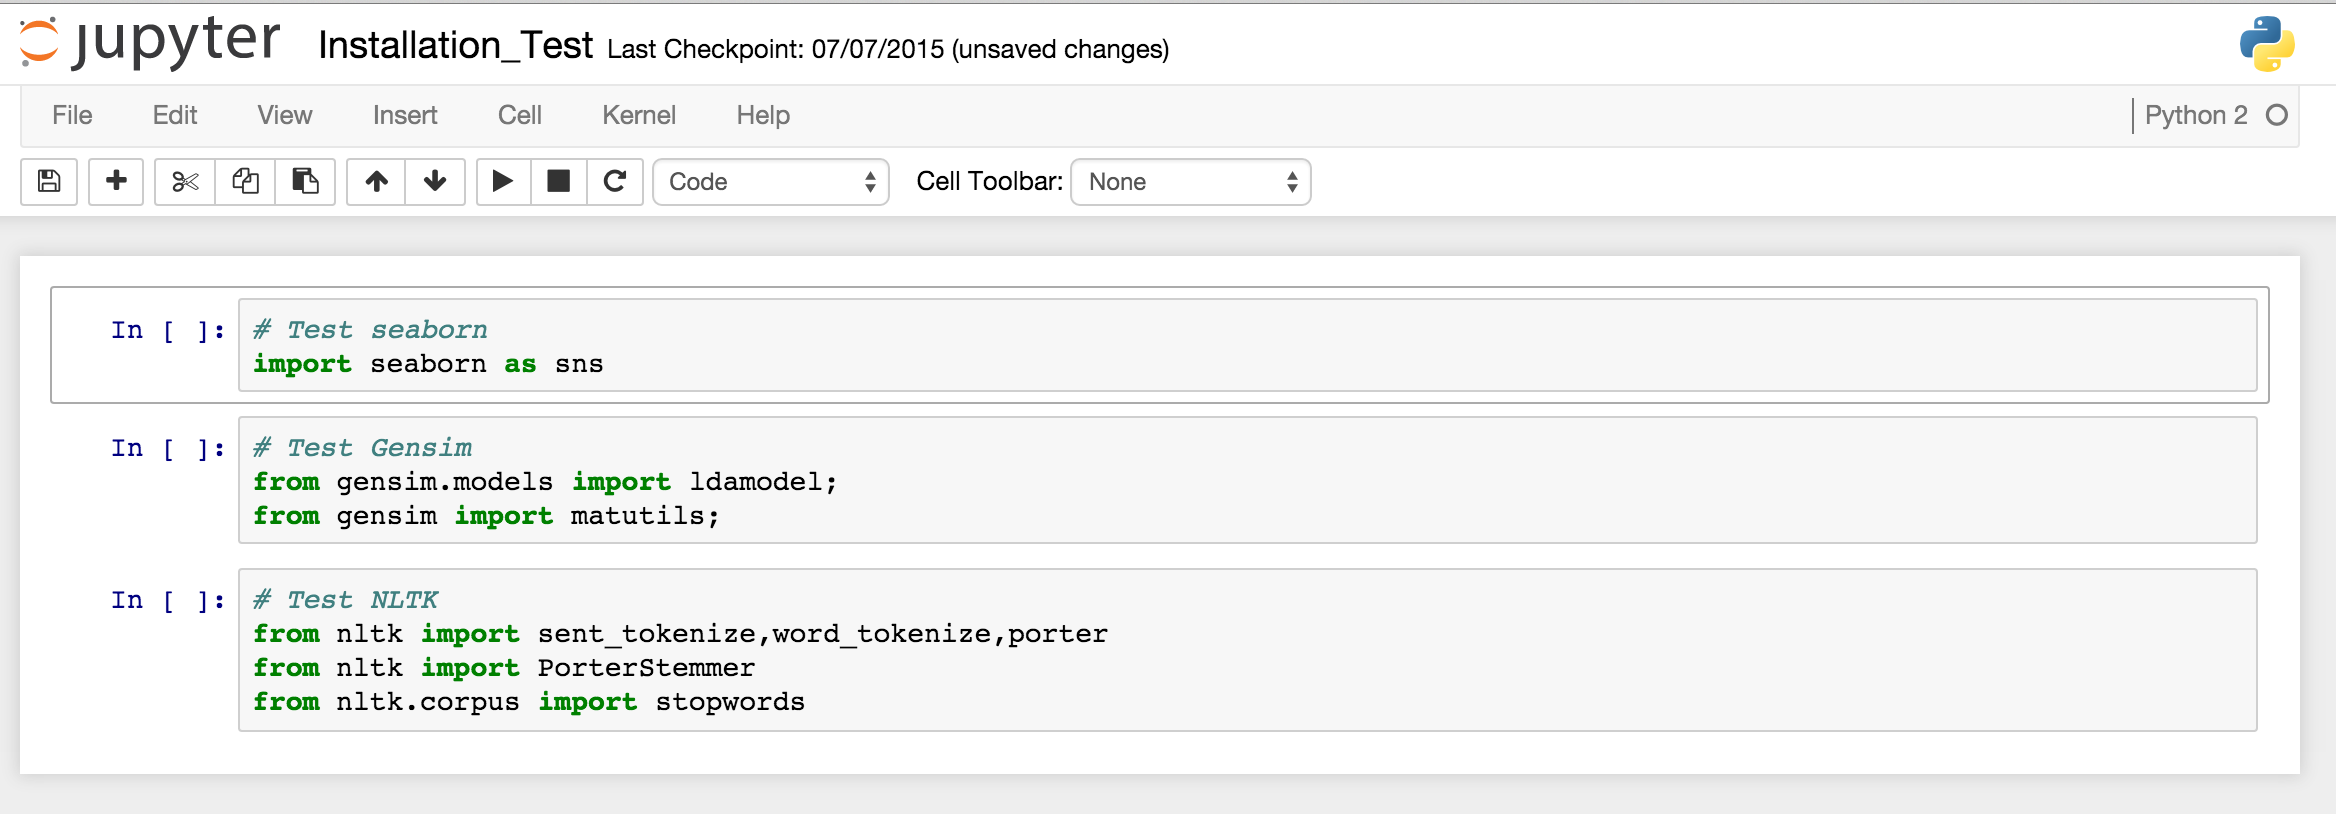 jupyter Installation_Test Last Checkpoint: 07/07/2015 (unsaved changes)
File Edit View Insert Cell Kernel Help Python 2
Code Cell Toolbar: None
In [ ]: # Test seaborn
import seaborn as sns
In [ ]: # Test Gensim
from gensim.models import ldamodel;
from gensim import matutils;
In [ ]: # Test NLTK
from nltk import sent_tokenize,word_tokenize,porter
from nltk import PorterStemmer
from nltk.corpus import stopwords